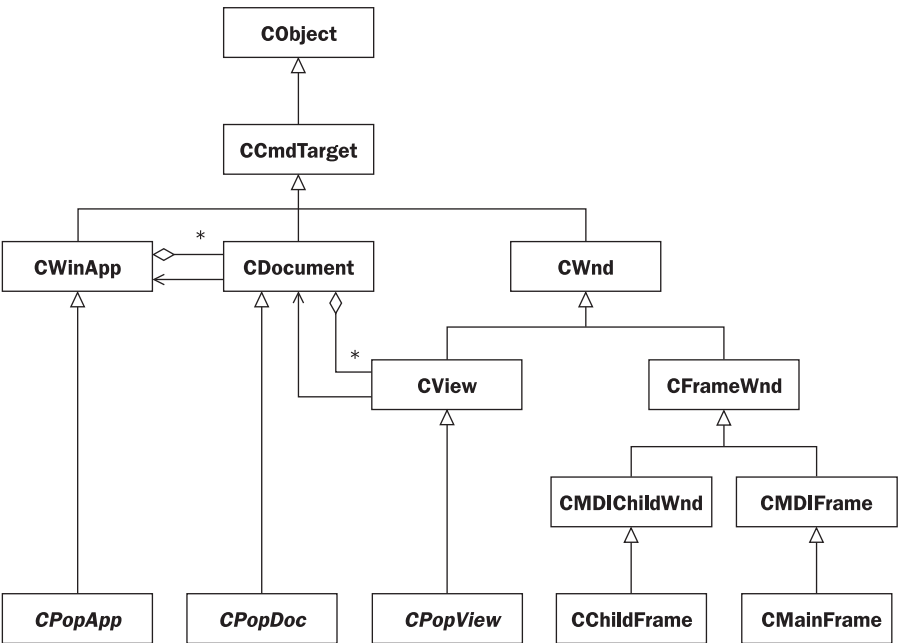 CObject
CCmdTarget
*
CWinApp
CDocument
CWnd
*
CView
CFrameWnd
CMDIChildWnd
CMDIFrame
CPopApp
CPopDoc
CPopView
CChildFrame
CMainFrame